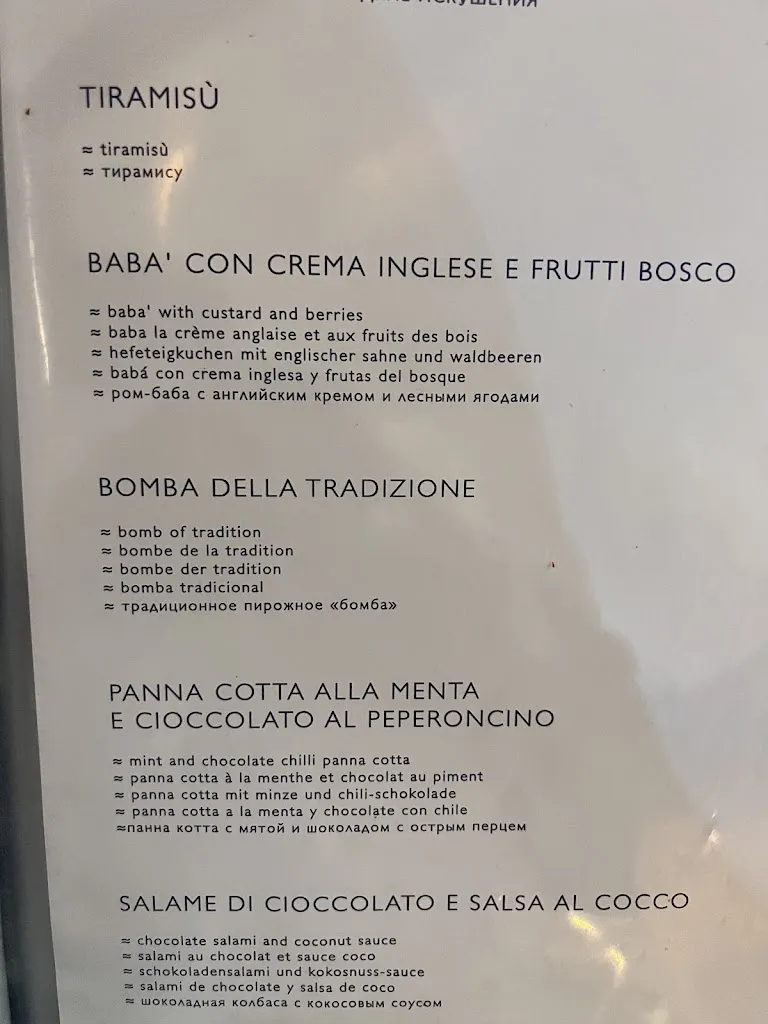 TIRAMISÙ
≈ tiramisù
≈ тирамису
BABA' CON CREMA INGLESE E FRUTTI BOSCO
≈ baba' with custard and berries
≈ baba la crème anglaise et aux fruits des bois
≈ hefeteigkuchen mit englischer sahne und waldbeeren
≈ babá con crema inglesa y frutas del bosque
≈ ром-баба с английским кремом и лесными ягодами
BOMBA DELLA TRADIZIONE
≈ bomb of tradition
≈ bombe de la tradition
≈ bombe der tradition
≈ bomba tradicional
≈ традиционное пирожное «бомба»
PANNA COTTA ALLA MENTA
E CIOCCOLATO AL PEPERONCINO
≈ mint and chocolate chilli panna cotta
≈ panna cotta à la menthe et chocolat au piment
≈ panna cotta mit minze und chili-schokolade
≈ panna cotta a la menta y chocolate con chile
≈панна котта с мятой и шоколадом с острым перцем
SALAME DI CIOCCOLATO E SALSA AL COCCO
≈ chocolate salami and coconut sauce
≈ salami au chocolat et sauce coco
≈ schokoladensalami und kokosnuss-sauce
≈ salami de chocolate y salsa de coco
≈ шоколадная колбаса с кокосовым соусом